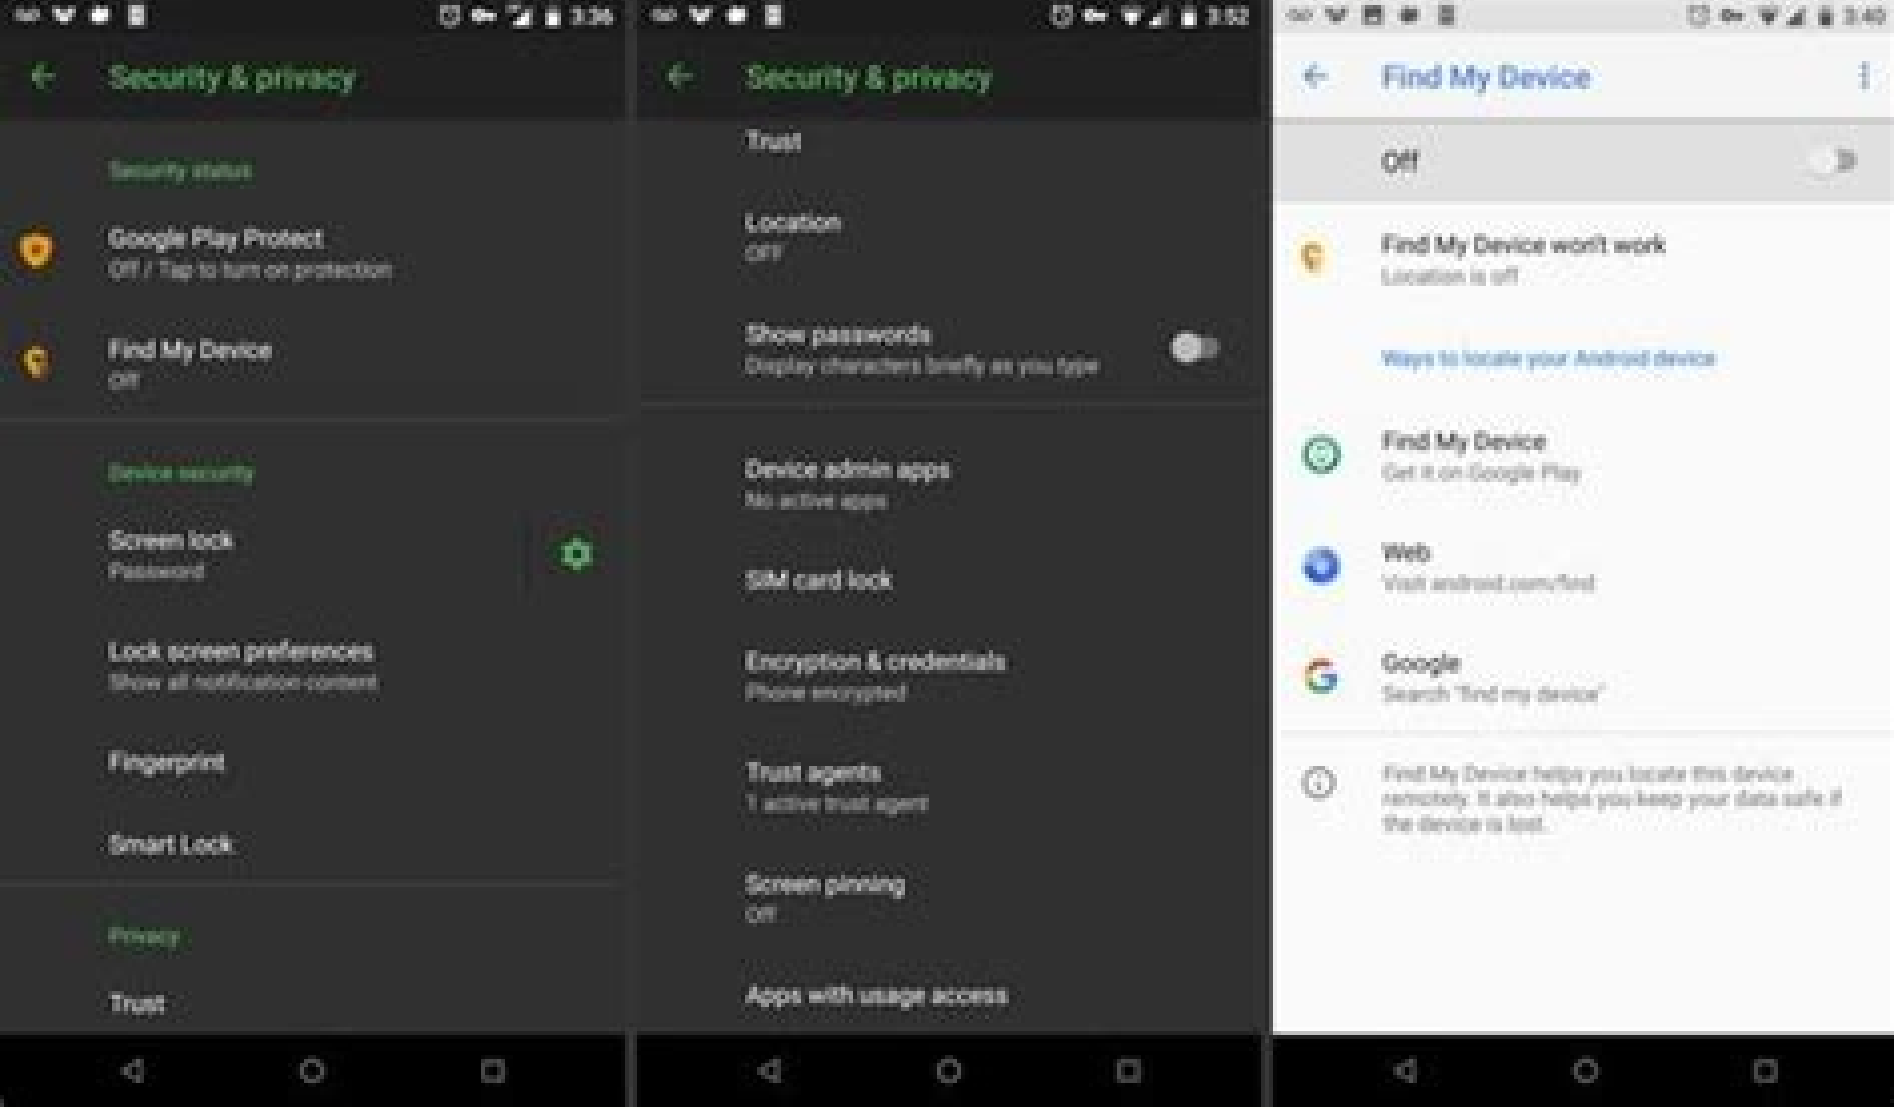 3:36
Security & privacy
Security status
Google Play Protect
Off / Tap to turn on protection
Find My Device
Off
Device security
Screen lock
Password
Lock screen preferences
Show all notification content
Fingerprint
Smart Lock
Privacy
Trust
3:52
Security & privacy
Trust
Location
OFF
Show passwords
Display characters briefly as you type
Device admin apps
No active apps
SIM card lock
Encryption & credentials
Phone encrypted
Trust agents
1 active trust agent
Screen pinning
Off
Apps with usage access
3:40
Find My Device
Off
Find My Device won't work
Location is off
Ways to locate your Android device
Find My Device
Get it on Google Play
Web
Visit android.com/find
Google
Search "find my device"
Find My Device helps you locate this device
remotely. It also helps you keep your data safe if
the device is lost.